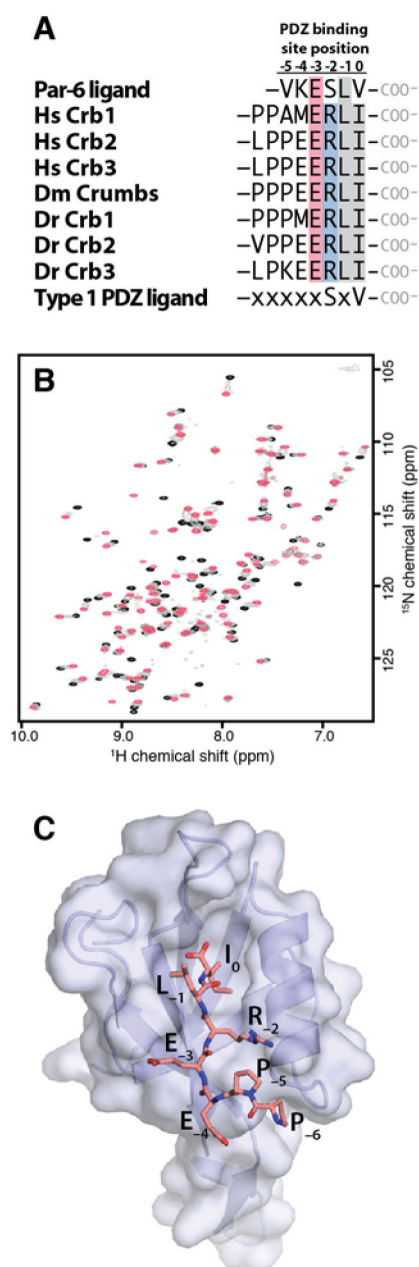 A
PDZ binding
site position
-5 -4 -3 -2 -1 0
Par-6 ligand -VKESLV-COO-
Hs Crb1 -PPAMERLI-COO-
Hs Crb2 -LPPEERLI-COO-
Hs Crb3 -LPPEERLI-COO-
Dm Crumbs -PPPEERLI-COO-
Dr Crb1 -PPPMERLI-COO-
Dr Crb2 -VPPEERLI-COO-
Dr Crb3 -LPKEERLI-COO-
Type 1 PDZ ligand -xxxxxSxV-COO-
B
105
110
115
120
125
15N chemical shift (ppm)
10.0 9.0 8.0 7.0
1H chemical shift (ppm)
C
I0
L-1
R-2
E-3
P-5
E-4
P-6